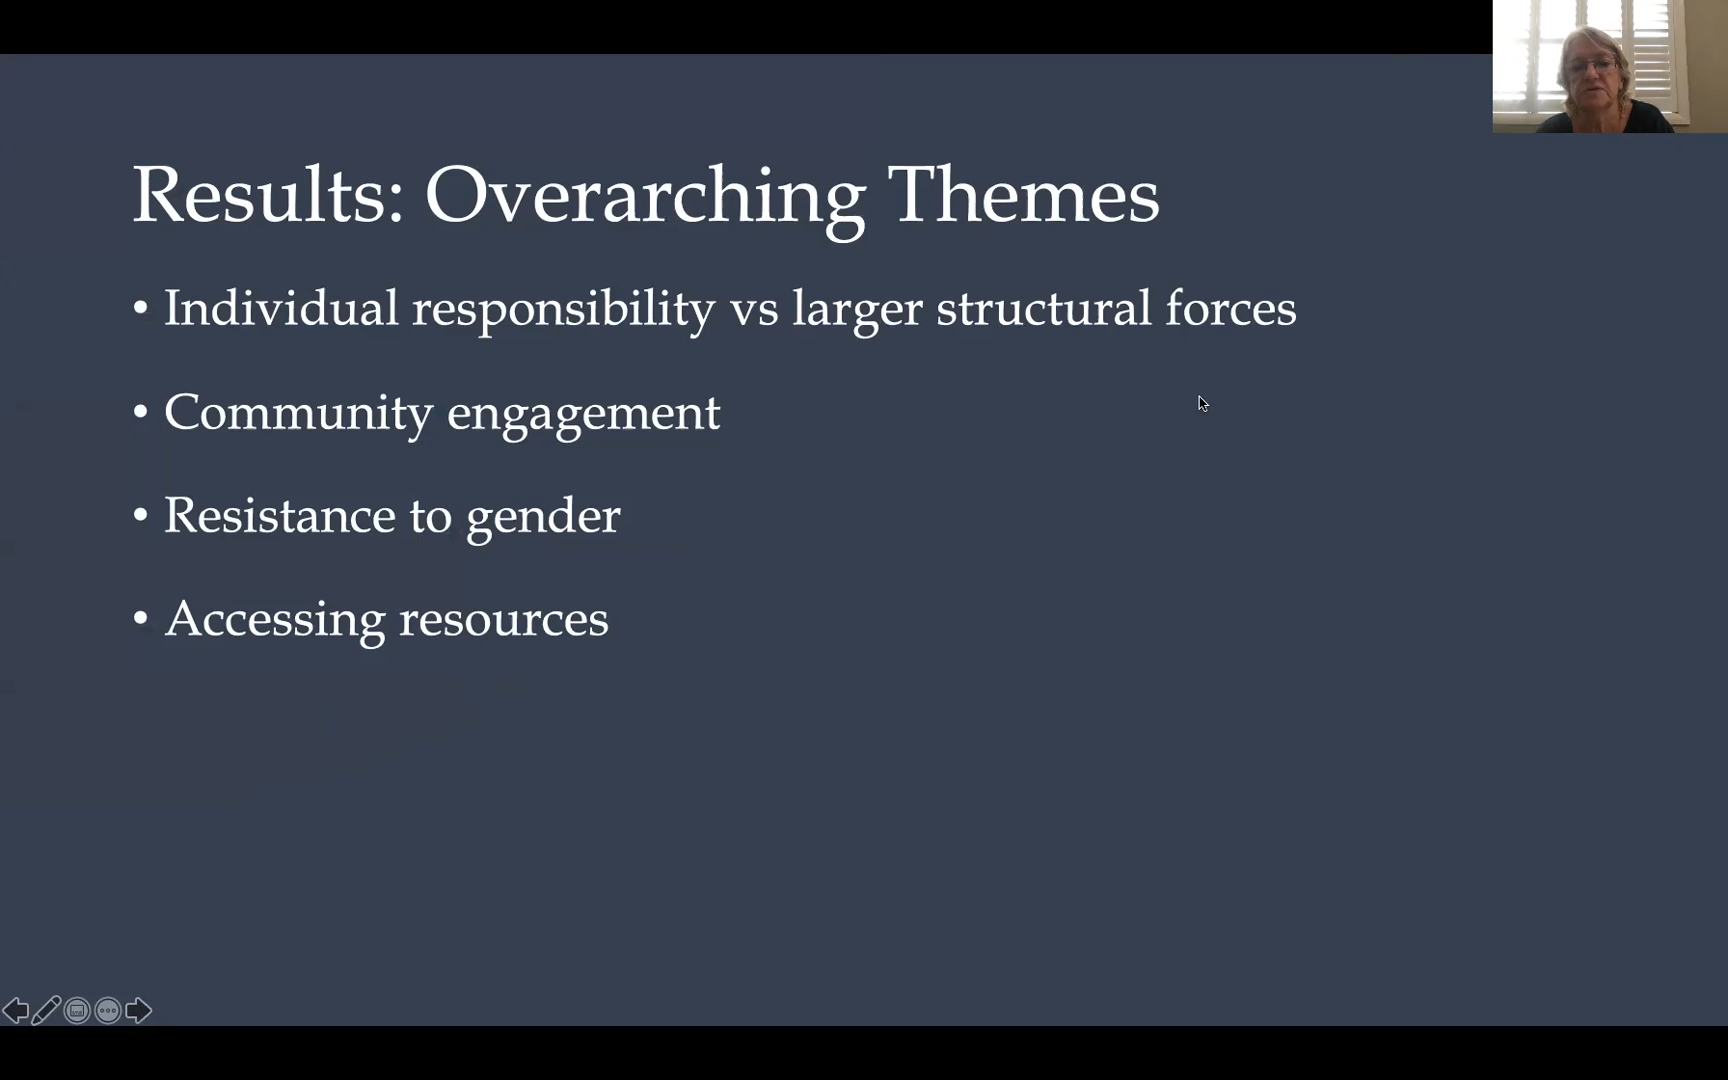 Results: Overarching Themes
• Individual responsibility vs larger structural forces
• Community engagement
• Resistance to gender
• Accessing resources